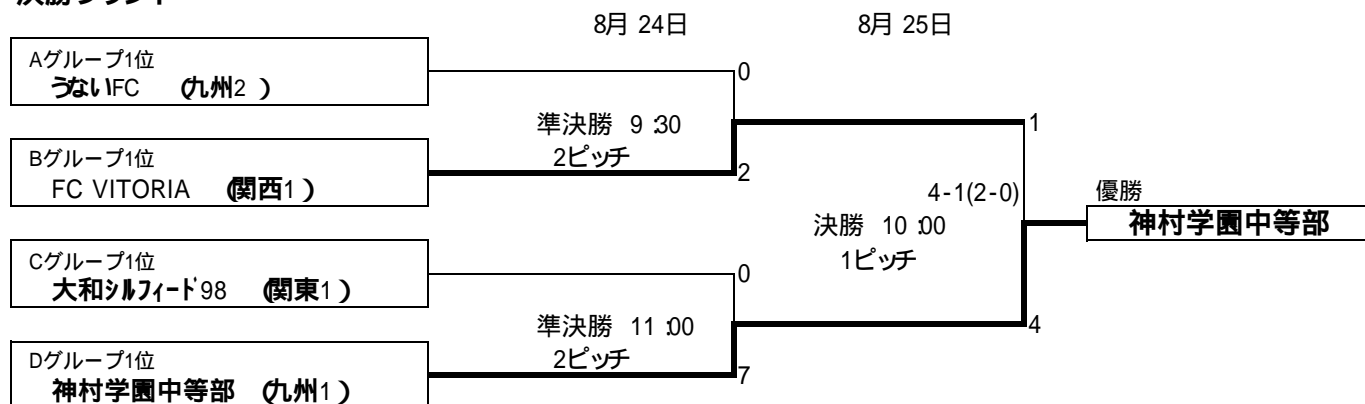 決勝ラウンド
8月 24日
8月 25日
Aグループ1位
うないFC (九州2 )
0
準決勝 9 :30
2ピッチ
1
Bグループ1位
FC VITORIA (関西1 )
2
4-1(2-0)
優勝
神村学園中等部
決勝 10 :00
1ピッチ
Cグループ1位
大和シルフィード98 (関東1 )
0
準決勝 11 :00
2ピッチ
4
Dグループ1位
神村学園中等部 (九州1 )
7